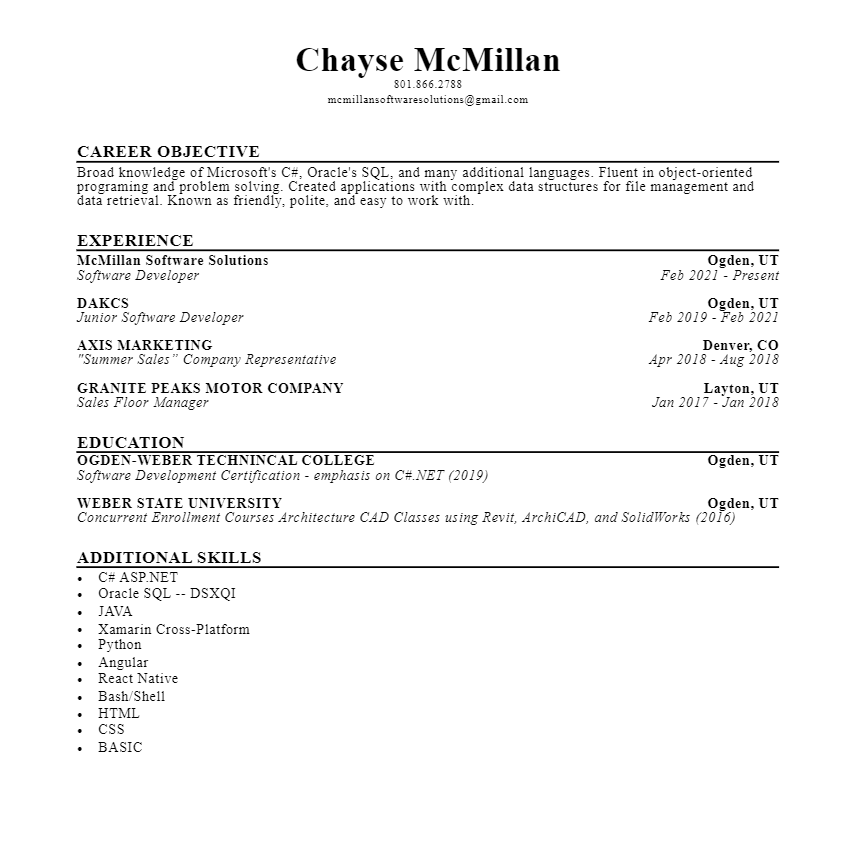 Chayse McMillan
801.866.2788
mcmillansoftwaresolutions@gmail.com
CAREER OBJECTIVE
Broad knowledge of Microsoft's C#, Oracle's SQL, and many additional languages. Fluent in object-oriented
programing and problem solving. Created applications with complex data structures for file management and
data retrieval. Known as friendly, polite, and easy to work with.
EXPERIENCE
McMillan Software Solutions Ogden, UT
Software Developer Feb 2021 - Present
DAKCS Ogden, UT
Junior Software Developer Feb 2019 - Feb 2021
AXIS MARKETING Denver, CO
"Summer Sales” Company Representative Apr 2018 - Aug 2018
GRANITE PEAKS MOTOR COMPANY Layton, UT
Sales Floor Manager Jan 2017 - Jan 2018
EDUCATION
OGDEN-WEBER TECHNINCAL COLLEGE Ogden, UT
Software Development Certification - emphasis on C#.NET (2019)
WEBER STATE UNIVERSITY Ogden, UT
Concurrent Enrollment Courses Architecture CAD Classes using Revit, ArchiCAD, and SolidWorks (2016)
ADDITIONAL SKILLS
• C# ASP.NET
• Oracle SQL -- DSXQI
• JAVA
• Xamarin Cross-Platform
• Python
• Angular
• React Native
• Bash/Shell
• HTML
• CSS
• BASIC